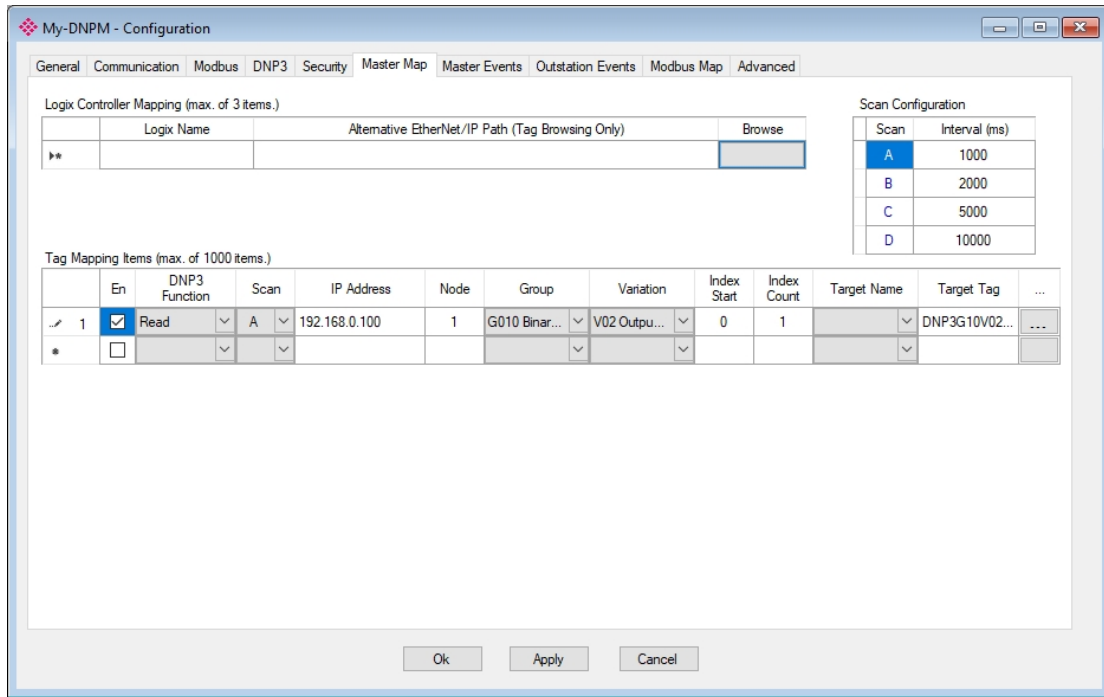 My-DNPM - Configuration
General Communication Modbus DNP3 Security Master Map Master Events Outstation Events Modbus Map Advanced
Logix Controller Mapping (max. of 3 items.)
Logix Name Alternative EtherNet/IP Path (Tag Browsing Only) Browse
Scan Configuration
Scan Interval (ms)
A 1000
B 2000
C 5000
D 10000
Tag Mapping Items (max. of 1000 items.)
En DNP3 Function Scan IP Address Node Group Variation Index Start Index Count Target Name Target Tag ...
1 Read A 192.168.0.100 1 G010 Binar... V02 Outpu... 0 1 DNP3G10V02... ...
Ok Apply Cancel